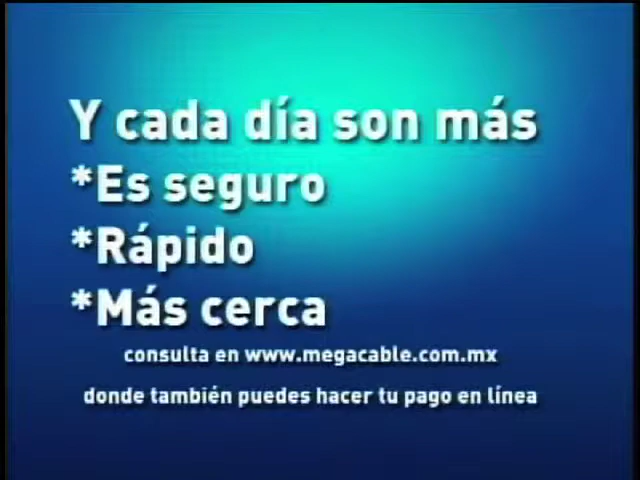 Y cada día son más
*Es seguro
*Rápido
*Más cerca
consulta en www.megacable.com.mx
donde también puedes hacer tu pago en línea